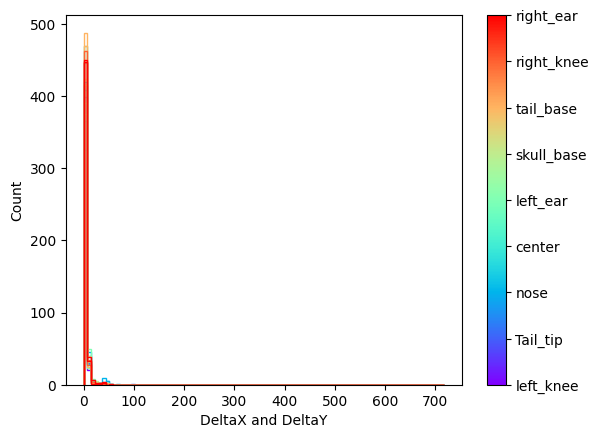 500
400
300
200
100
0
Count
0 100 200 300 400 500 600 700
DeltaX and DeltaY
right_ear
right_knee
tail_base
skull_base
left_ear
center
nose
Tail_tip
left_knee